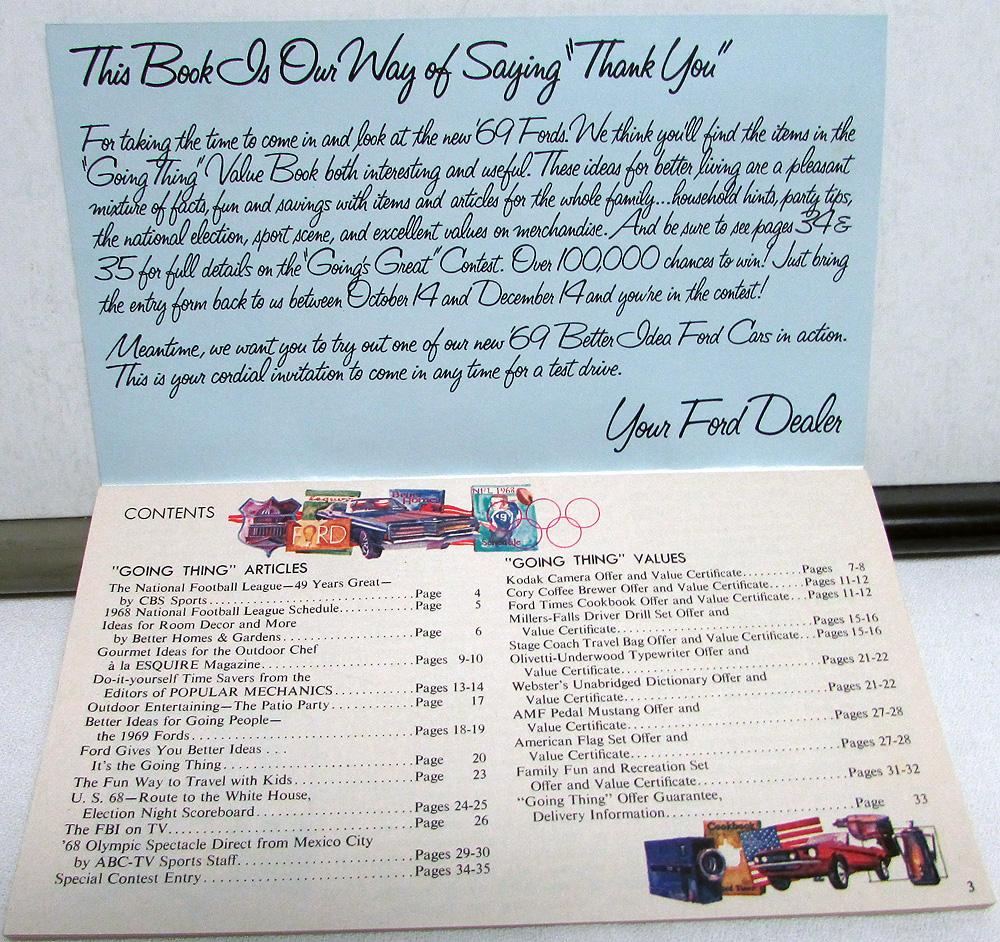 This Book Is Our Way of Saying "Thank You"
For taking the time to come in and look at the new '69 Fords. We think you'll find the items in the
"Going Thing" Value Book both interesting and useful. These ideas for better living are a pleasant
mixture of facts, fun and savings with items and articles for the whole family...household hints, party tips,
the national election, sport scene, and excellent values on merchandise. And be sure to see pages 34 &
35 for full details on the "Going's Great" Contest. Over 100,000 chances to win! Just bring
the entry form back to us between October 14 and December 14 and you're in the contest!
Meantime, we want you to try out one of our new '69 Better Idea Ford Cars in action.
This is your cordial invitation to come in any time for a test drive.
Your Ford Dealer
CONTENTS
Esquire
Better Homes
FORD
NFL 1968
Schedule
"GOING THING" ARTICLES
The National Football League—49 Years Great—
by CBS Sports..........Page 4
1968 National Football League Schedule..........Page 5
Ideas for Room Decor and More
by Better Homes & Gardens..........Page 6
Gourmet Ideas for the Outdoor Chef
à la ESQUIRE Magazine..........Pages 9-10
Do-it-yourself Time Savers from the
Editors of POPULAR MECHANICS..........Pages 13-14
Outdoor Entertaining—The Patio Party..........Page 17
Better Ideas for Going People—
the 1969 Fords..........Pages 18-19
Ford Gives You Better Ideas . . .
It's the Going Thing..........Page 20
The Fun Way to Travel with Kids..........Page 23
U. S. 68—Route to the White House,
Election Night Scoreboard..........Pages 24-25
The FBI on TV..........Page 26
'68 Olympic Spectacle Direct from Mexico City
by ABC-TV Sports Staff..........Pages 29-30
Special Contest Entry..........Pages 34-35
"GOING THING" VALUES
Kodak Camera Offer and Value Certificate..........Pages 7-8
Cory Coffee Brewer Offer and Value Certificate..........Pages 11-12
Ford Times Cookbook Offer and Value Certificate...Pages 11-12
Millers-Falls Driver Drill Set Offer and
Value Certificate..........Pages 15-16
Stage Coach Travel Bag Offer and Value Certificate...Pages 15-16
Olivetti-Underwood Typewriter Offer and
Value Certificate..........Pages 21-22
Webster's Unabridged Dictionary Offer and
Value Certificate..........Pages 21-22
AMF Pedal Mustang Offer and
Value Certificate..........Pages 27-28
American Flag Set Offer and
Value Certificate..........Pages 27-28
Family Fun and Recreation Set
Offer and Value Certificate..........Pages 31-32
"Going Thing" Offer Guarantee,
Delivery Information..........Page 33
Cookbook
3